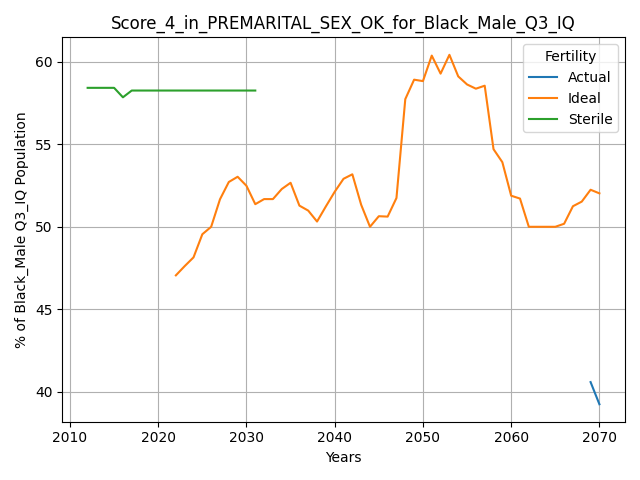 Score_4_in_PREMARITAL_SEX_OK_for_Black_Male_Q3_IQ
Fertility
Actual
Ideal
Sterile
% of Black_Male Q3_IQ Population
60
55
50
45
40
2010
2020
2030
2040
2050
2060
2070
Years